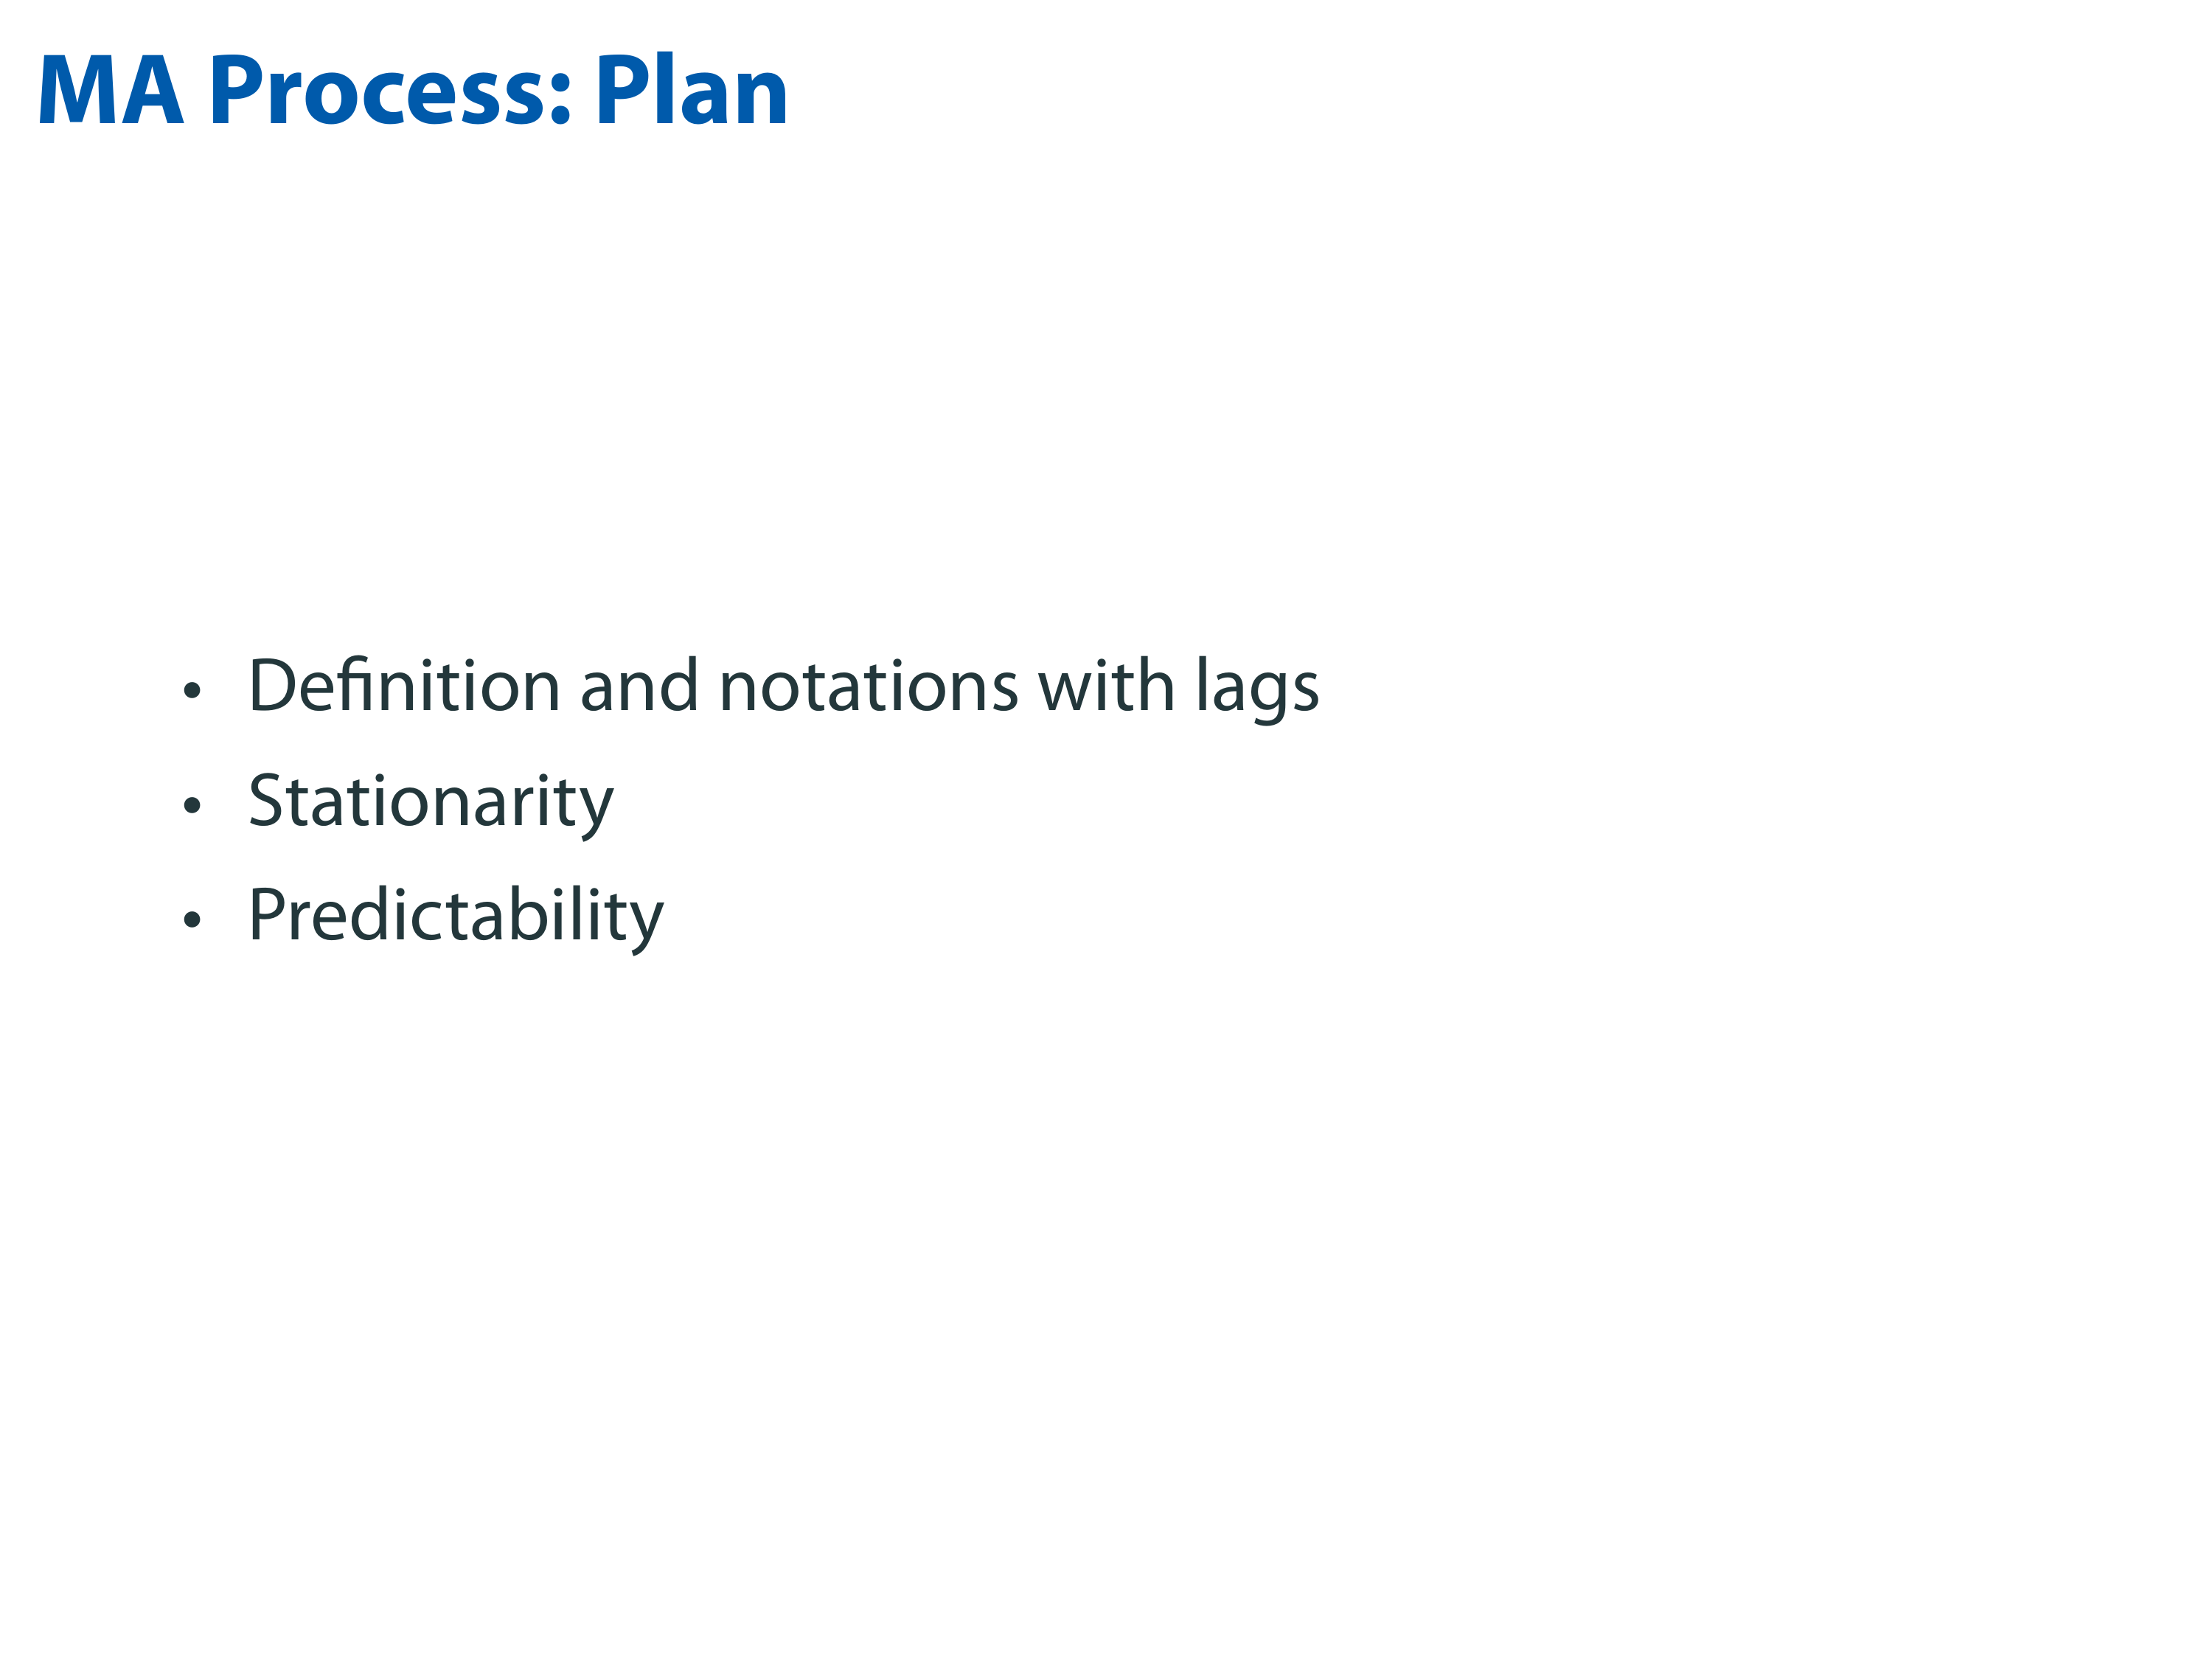 MA Process: Plan
• Definition and notations with lags
• Stationarity
• Predictability